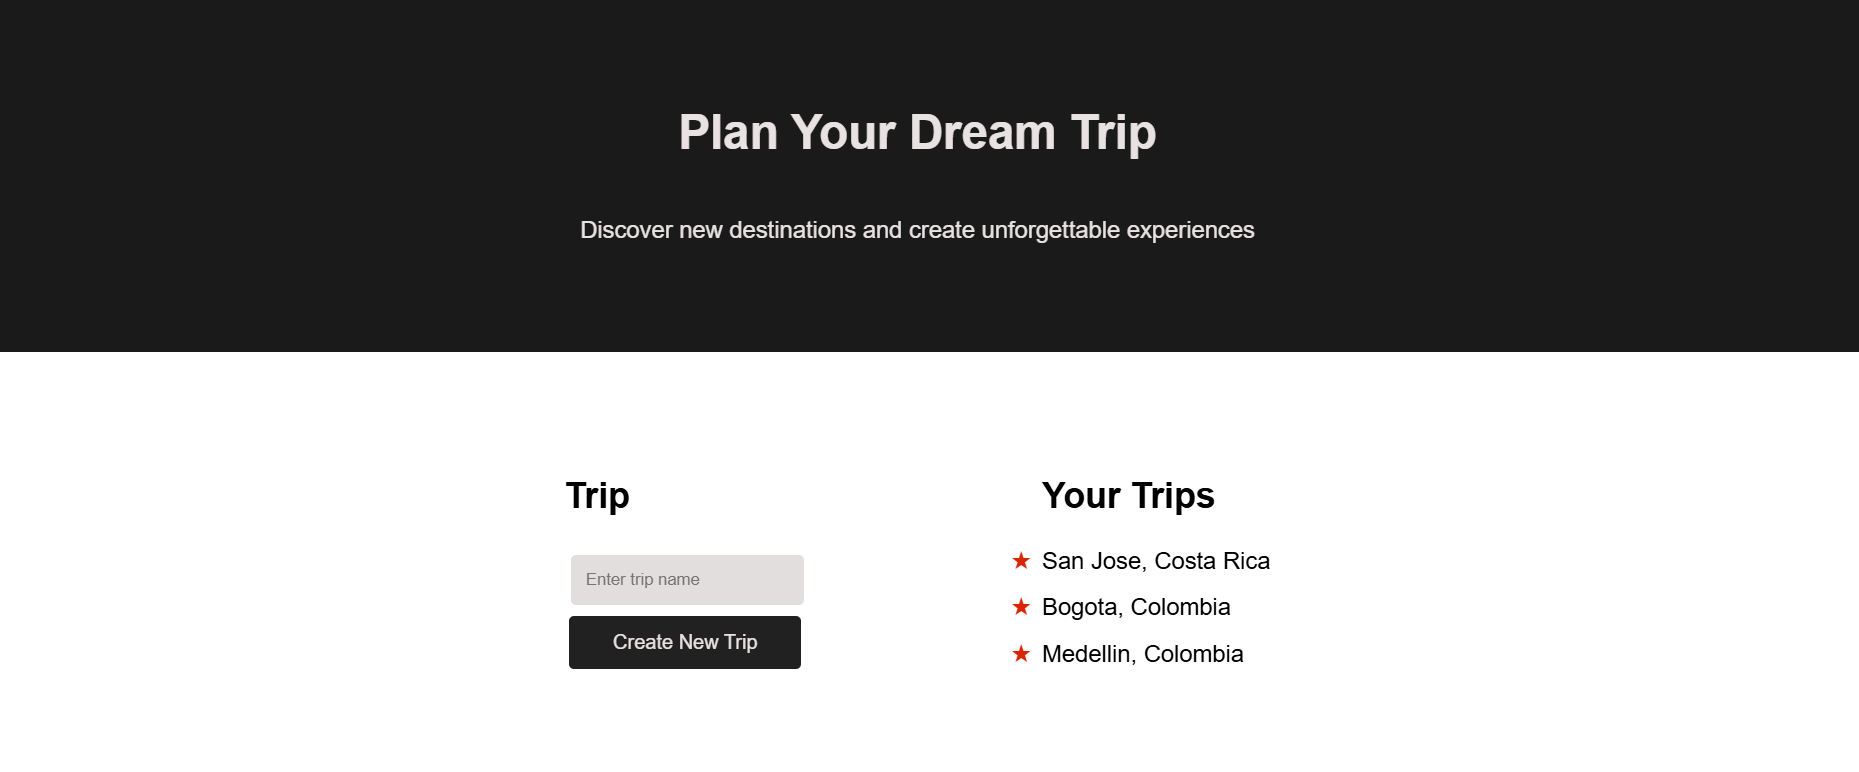 Plan Your Dream Trip
Discover new destinations and create unforgettable experiences
Trip
Enter trip name
Create New Trip
Your Trips
★ San Jose, Costa Rica
★ Bogota, Colombia
★ Medellin, Colombia